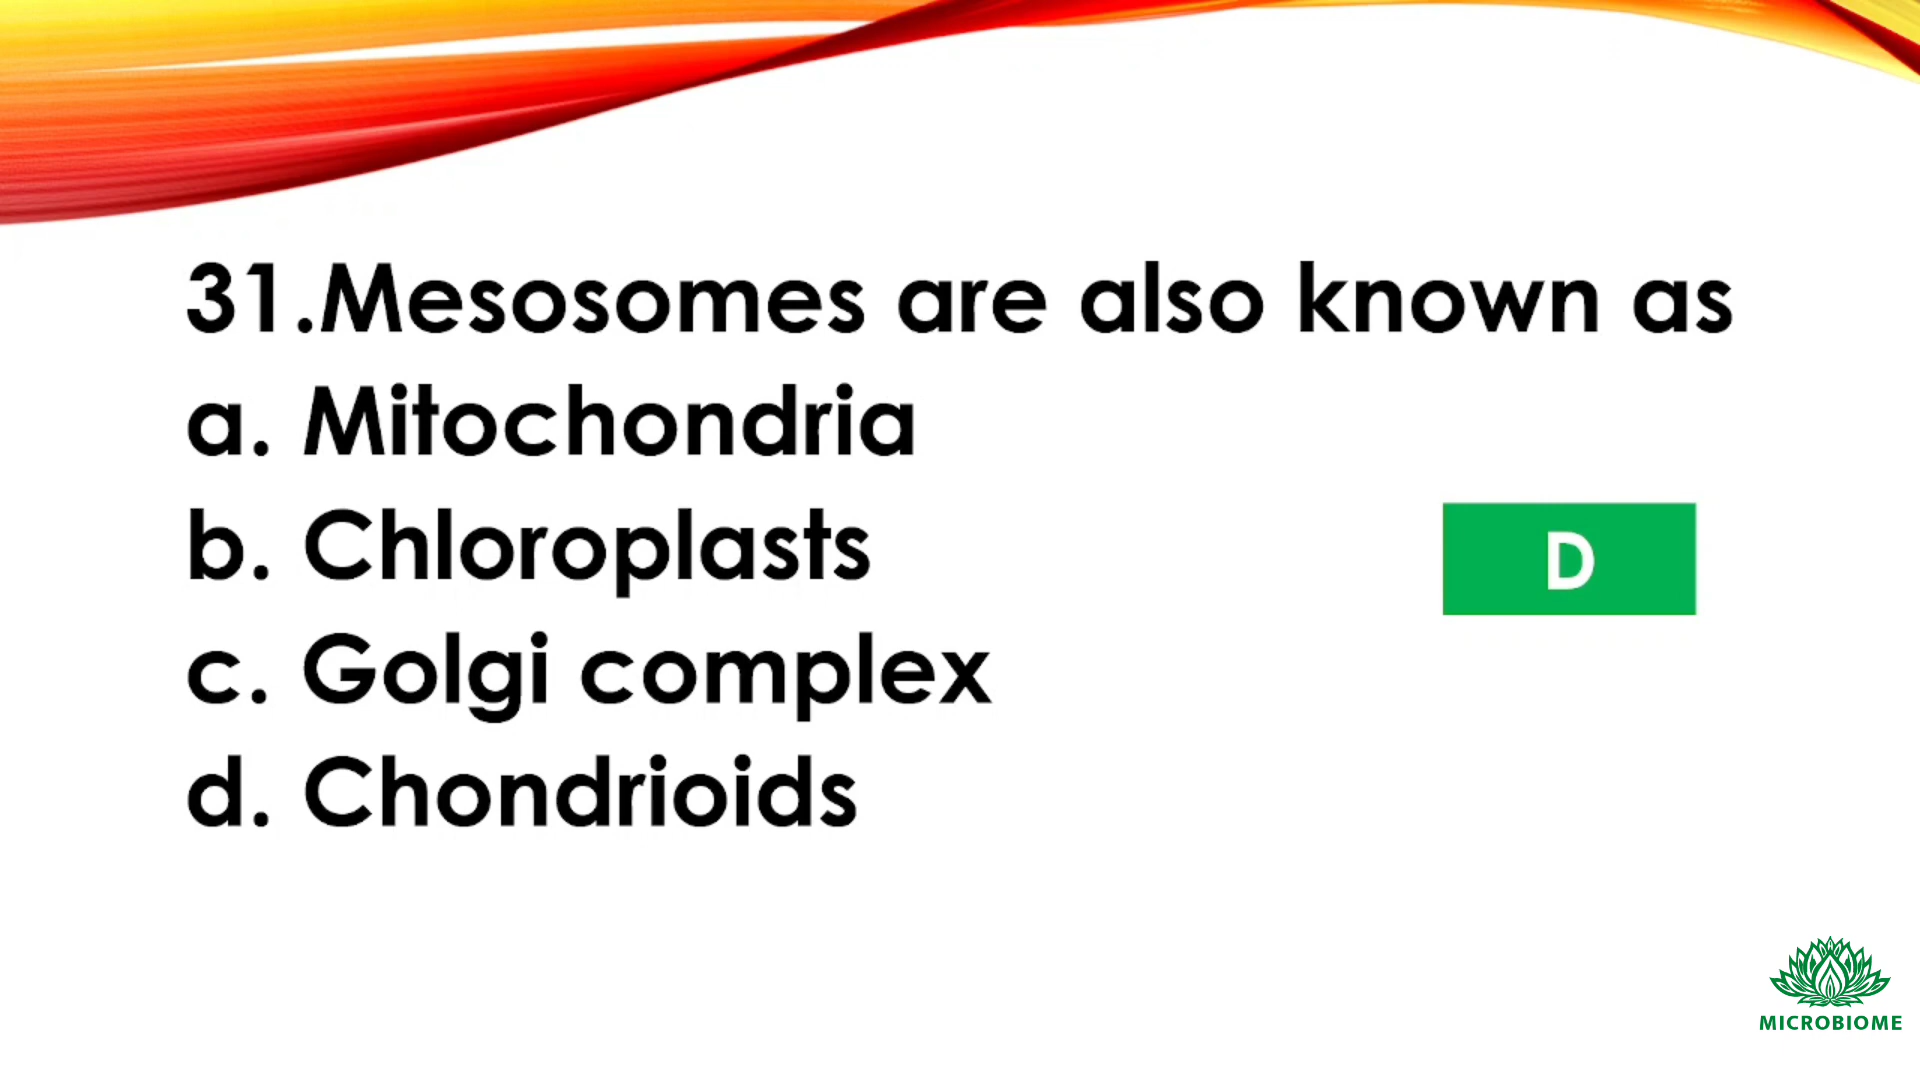 31.Mesosomes are also known as
a. Mitochondria
b. Chloroplasts
D
c. Golgi complex
d. Chondrioids
MICROBIOME